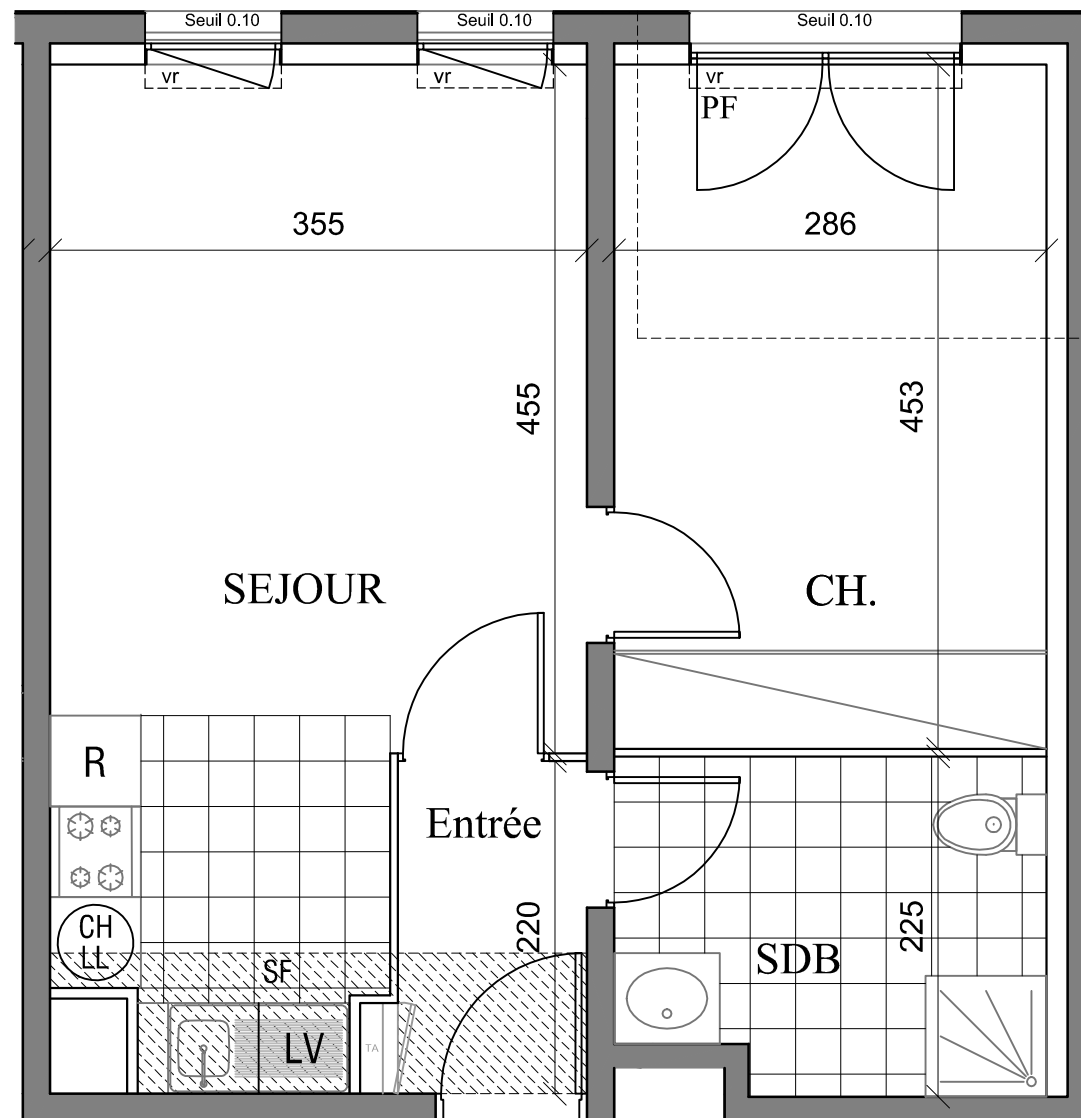 Seuil 0.10
Seuil 0.10
Seuil 0.10
vr
vr
vr
PF
355
286
455
453
SEJOUR
CH.
R
Entrée
CH
LL
SF
220
225
SDB
LV
TA